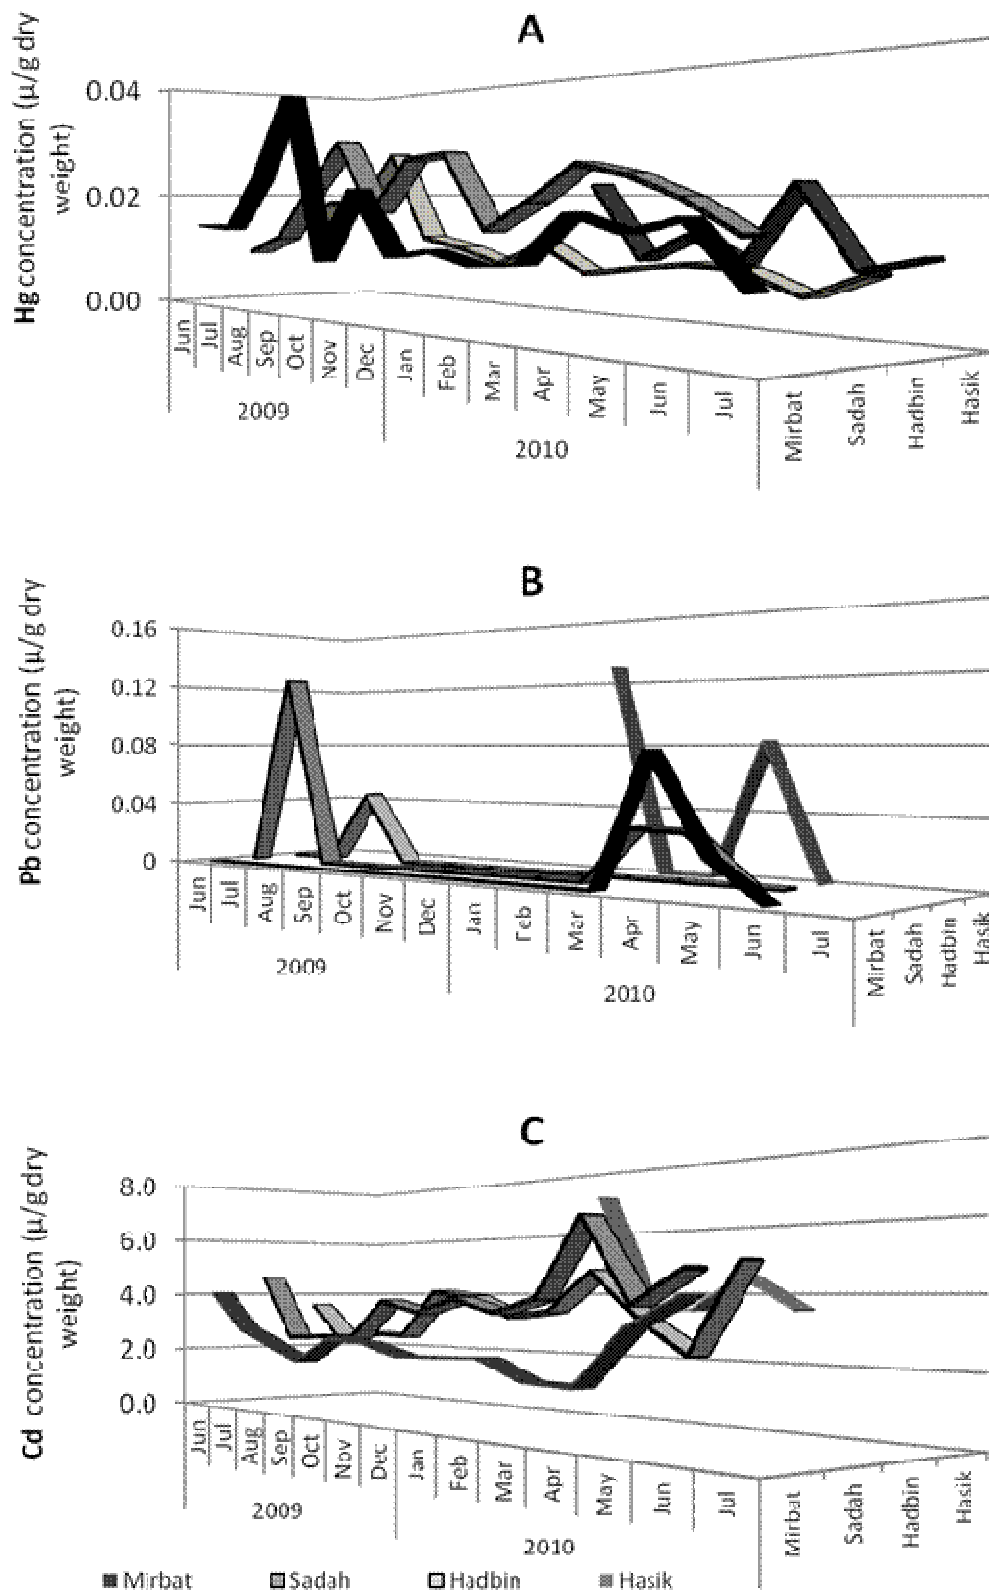 A
Hg concentration (µ/g dry
weight)
0.04
0.02
0.00
Jun Jul Aug Sep Oct Nov Dec Jan Feb Mar Apr May Jun Jul
2009
2010
Mirbat Sadah Hadbin Hasik
B
Pb concentration (µ/g dry
weight)
0.16
0.12
0.08
0.04
0
Jun Jul Aug Sep Oct Nov Dec Jan Feb Mar Apr May Jun Jul
2009
2010
Mirbat Sadah Hadbin Hasik
C
Cd concentration (µ/g dry
weight)
8.0
6.0
4.0
2.0
0.0
Jun Jul Aug Sep Oct Nov Dec Jan Feb Mar Apr May Jun Jul
2009
2010
Mirbat Sadah Hadbin Hasik
Mirbat Sadah Hadbin Hasik